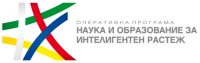 ОПЕРАТИВНА ПРОГРАМА
НАУКА И ОБРАЗОВАНИЕ ЗА
ИНТЕЛИГЕНТЕН РАСТЕЖ